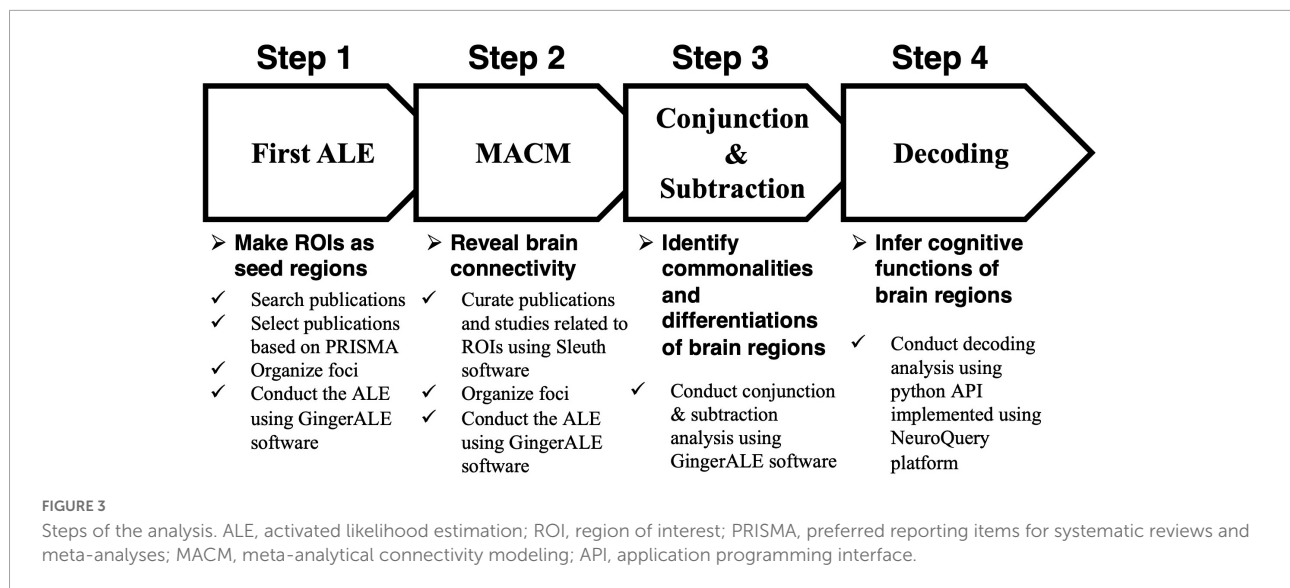 Step 1
First ALE
➢ Make ROIs as
seed regions
✓ Search publications
✓ Select publications
based on PRISMA
✓ Organize foci
✓ Conduct the ALE
using GingerALE
software
Step 2
MACM
➢ Reveal brain
connectivity
✓ Curate publications
and studies related to
ROIs using Sleuth
software
✓ Organize foci
✓ Conduct the ALE
using GingerALE
software
Step 3
Conjunction
&
Subtraction
➢ Identify
commonalities
and
differentiations
of brain regions
✓ Conduct conjunction
& subtraction
analysis using
GingerALE software
Step 4
Decoding
➢ Infer cognitive
functions of
brain regions
✓ Conduct decoding
analysis using
python API
implemented using
NeuroQuery
platform
FIGURE 3
Steps of the analysis. ALE, activated likelihood estimation; ROI, region of interest; PRISMA, preferred reporting items for systematic reviews and
meta-analyses; MACM, meta-analytical connectivity modeling; API, application programming interface.